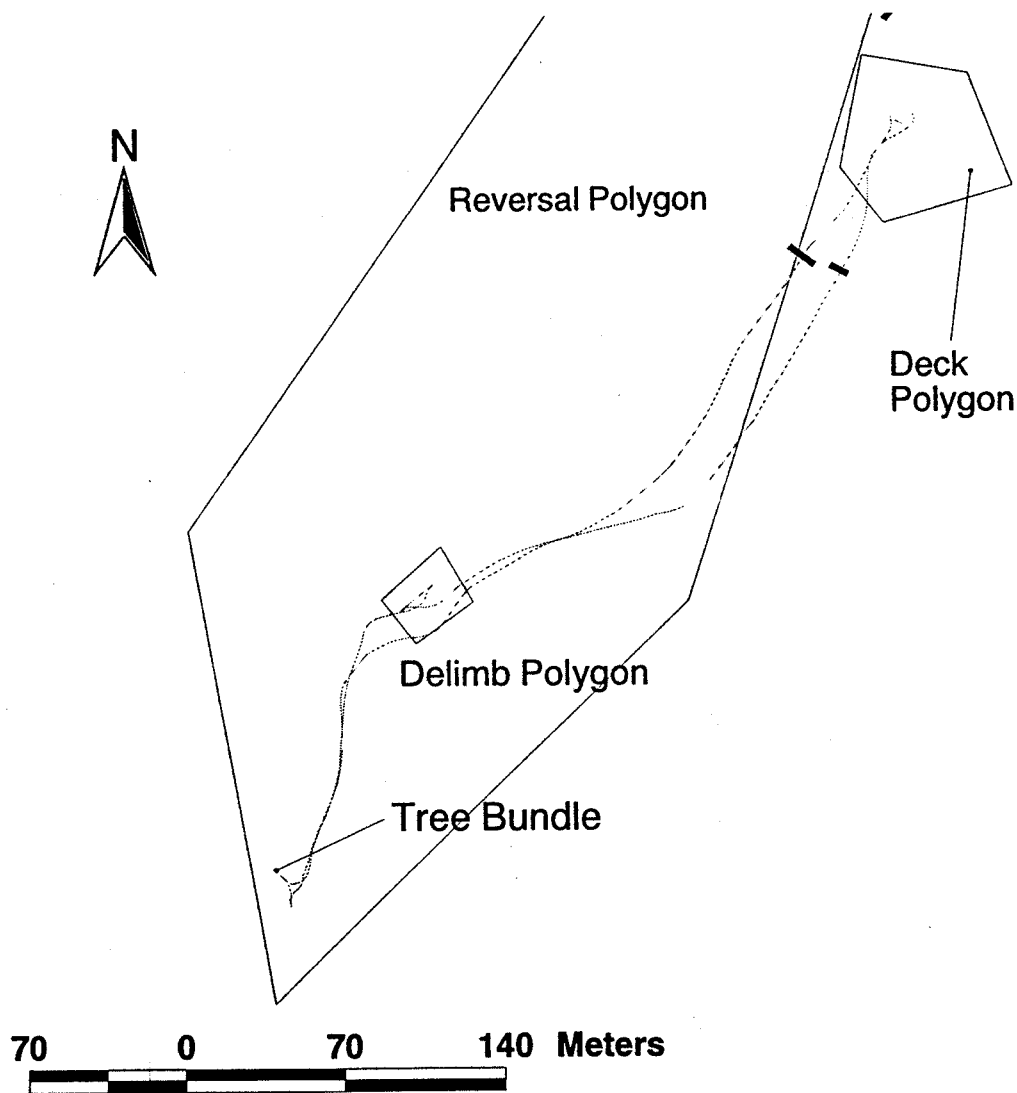 N
Reversal Polygon
Deck
Polygon
Delimb Polygon
Tree Bundle
70 0 70 140 Meters